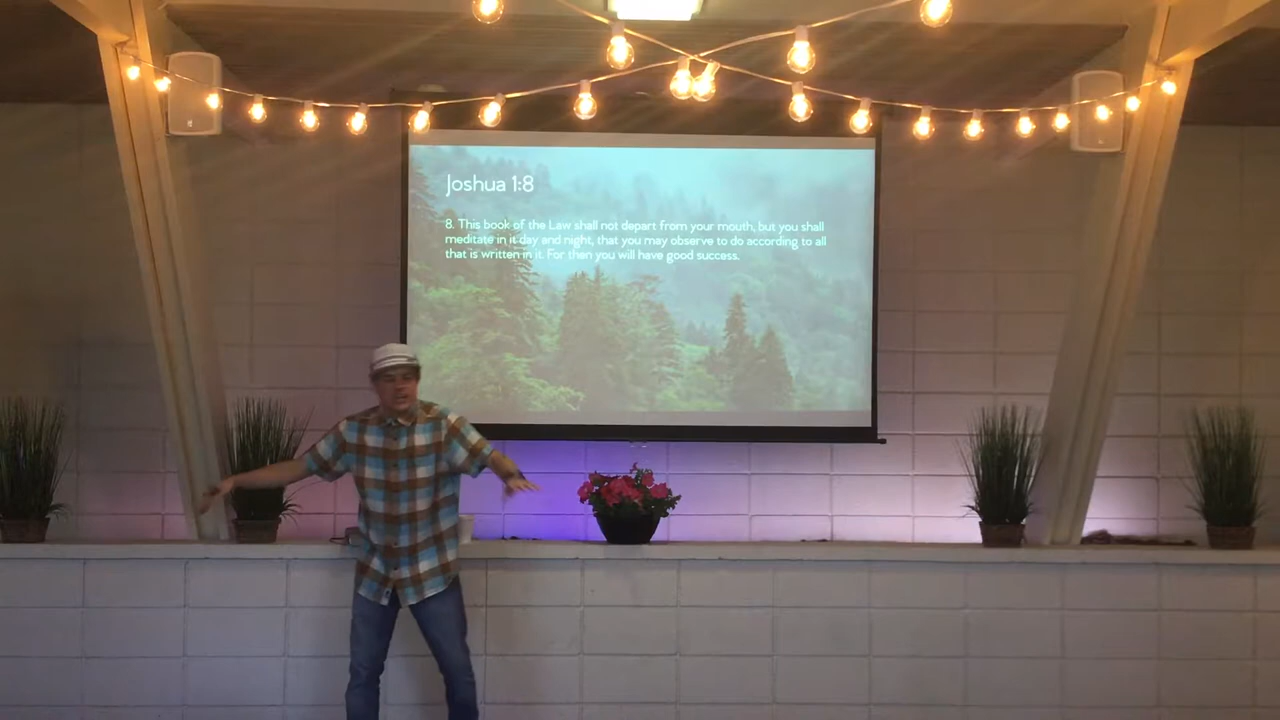 Joshua 1:8
8. This book of the Law shall not depart from your mouth, but you shall
meditate in it day and night, that you may observe to do according to all
that is written in it. For then you will have good success.